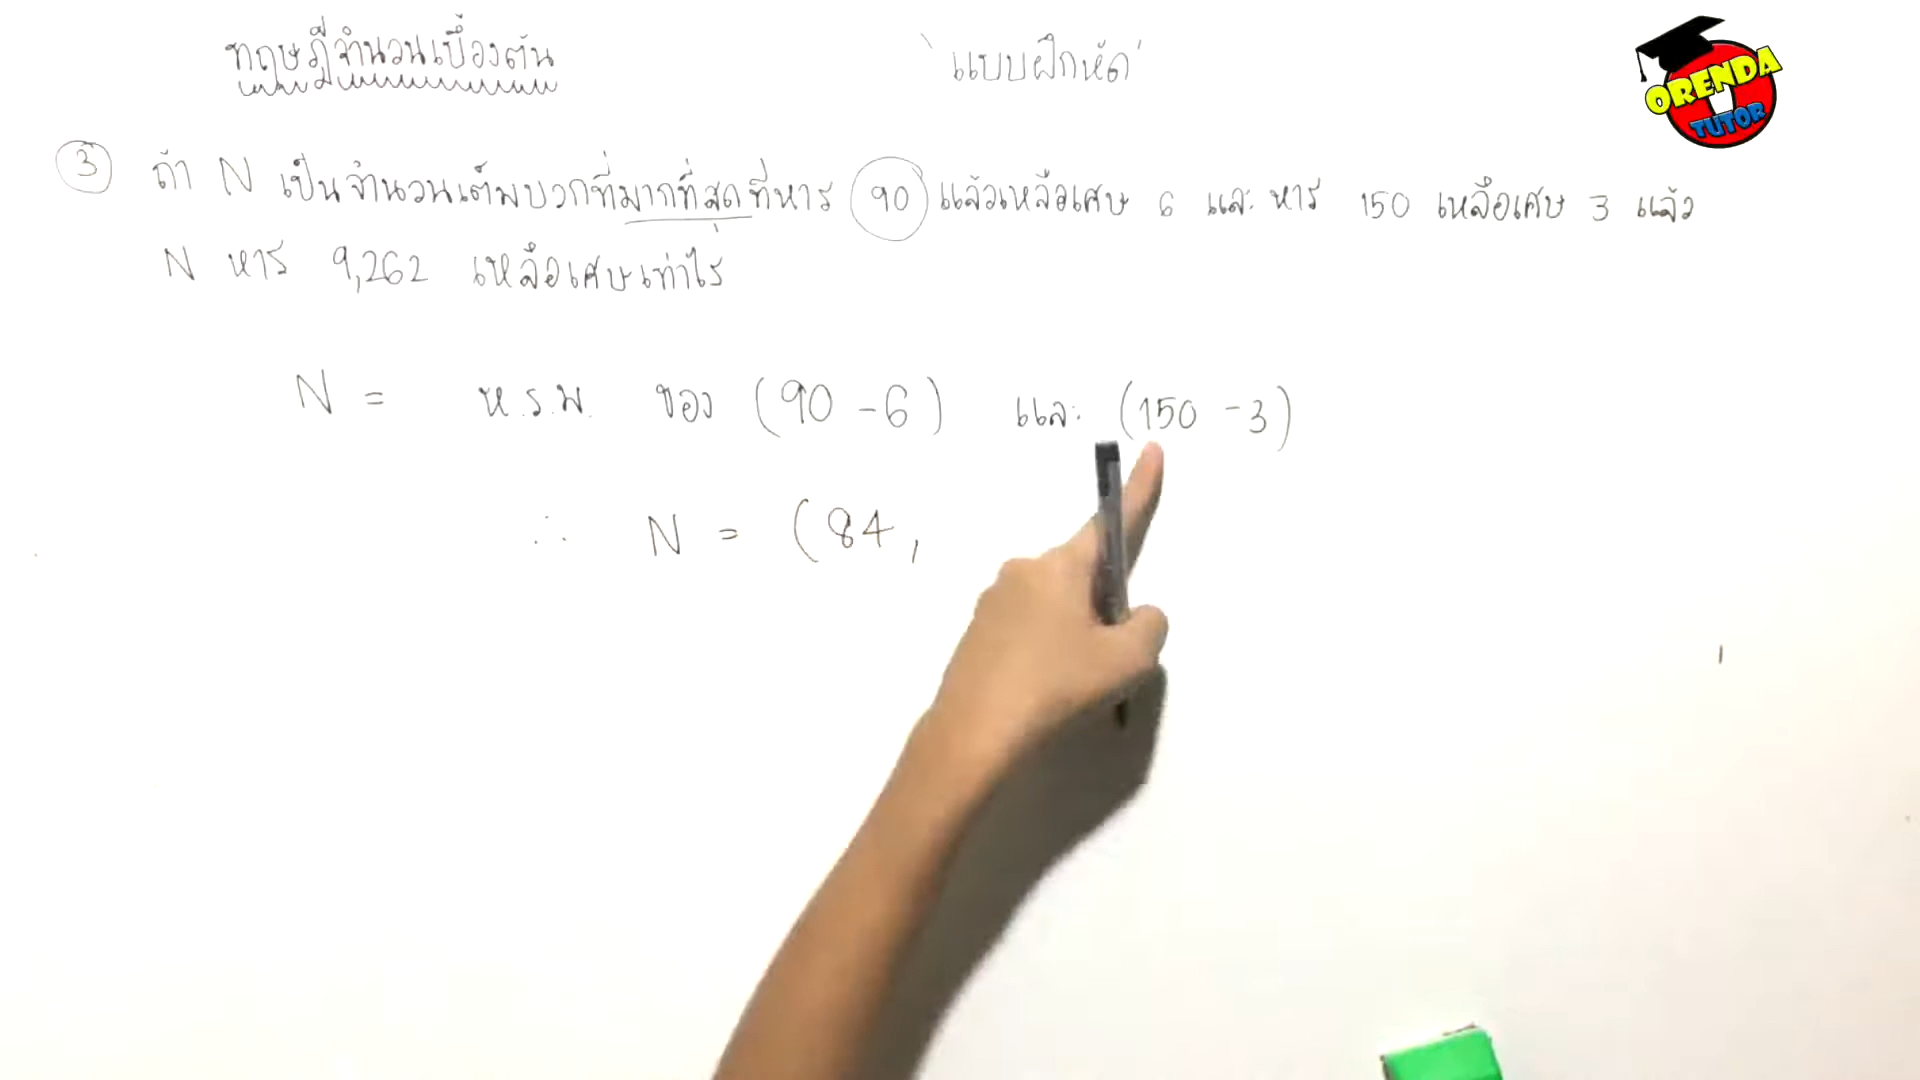 ทฤษฎีจำนวนเบื้องต้น
'แบบฝึกหัด'
ORENDA
TUTOR
3 ถ้า N เป็นจำนวนเต็มบวกที่มากที่สุดที่หาร 90 แล้วเหลือเศษ 6 และ หาร 150 เหลือเศษ 3 แล้ว
N หาร 9,262 เหลือเศษเท่าไร่
N = ห.ร.ม. ของ (90 - 6) และ (150 - 3)
∴ N = (84,